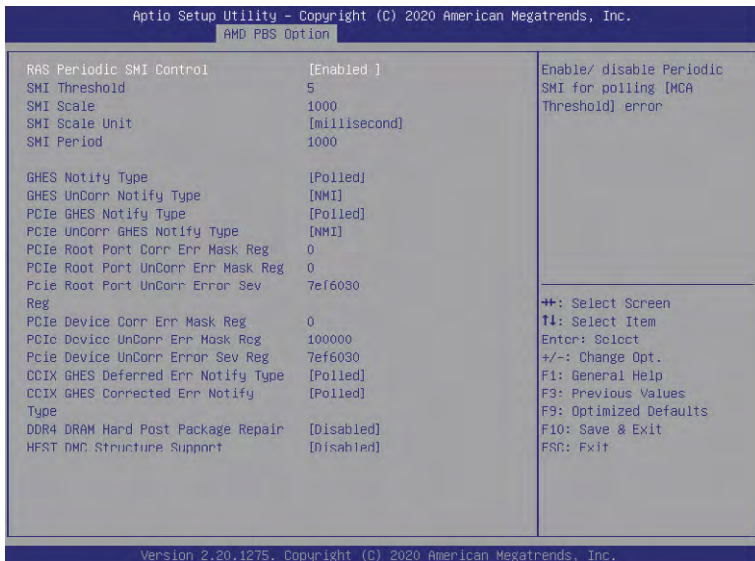 Aptio Setup Utility – Copyright (C) 2020 American Megatrends, Inc.
AMD PBS Option
RAS Periodic SMI Control [Enabled ]
SMI Threshold 5
SMI Scale 1000
SMI Scale Unit [millisecond]
SMI Period 1000
GHES Notify Type [Polled]
GHES UnCorr Notify Type [NMI]
PCIe GHES Notify Type [Polled]
PCIe UnCorr GHES Notify Type [NMI]
PCIe Root Port Corr Err Mask Reg 0
PCIe Root Port UnCorr Err Mask Reg 0
Pcie Root Port UnCorr Error Sev 7ef6030
Reg
PCIe Device Corr Err Mask Reg 0
PCIe Device UnCorr Err Mask Reg 100000
Pcie Device UnCorr Error Sev Reg 7ef6030
CCIX GHES Deferred Err Notify Type [Polled]
CCIX GHES Corrected Err Notify [Polled]
Type
DDR4 DRAM Hard Post Package Repair [Disabled]
HEST DMC Structure Support [Disabled]
Enable/ disable Periodic
SMI for polling [MCA
Threshold] error
→←: Select Screen
↑↓: Select Item
Enter: Select
+/-: Change Opt.
F1: General Help
F3: Previous Values
F9: Optimized Defaults
F10: Save & Exit
ESC: Exit
Version 2.20.1275. Copyright (C) 2020 American Megatrends, Inc.